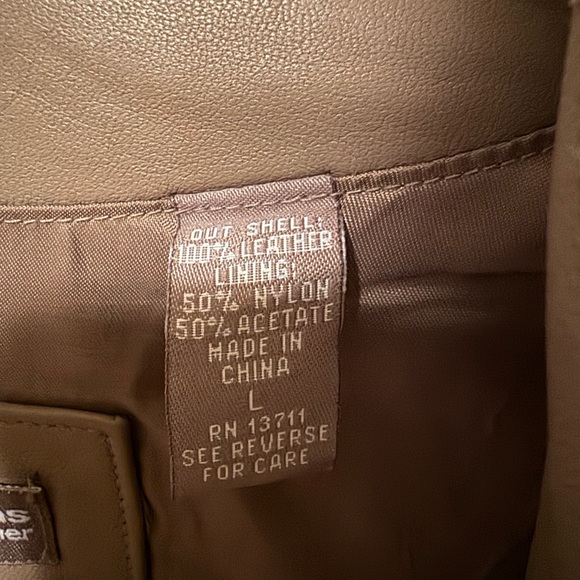 OUT SHELL:
100% LEATHER
LINING:
50% NYLON
50% ACETATE
MADE IN
CHINA
L
RN 13711
SEE REVERSE
FOR CARE